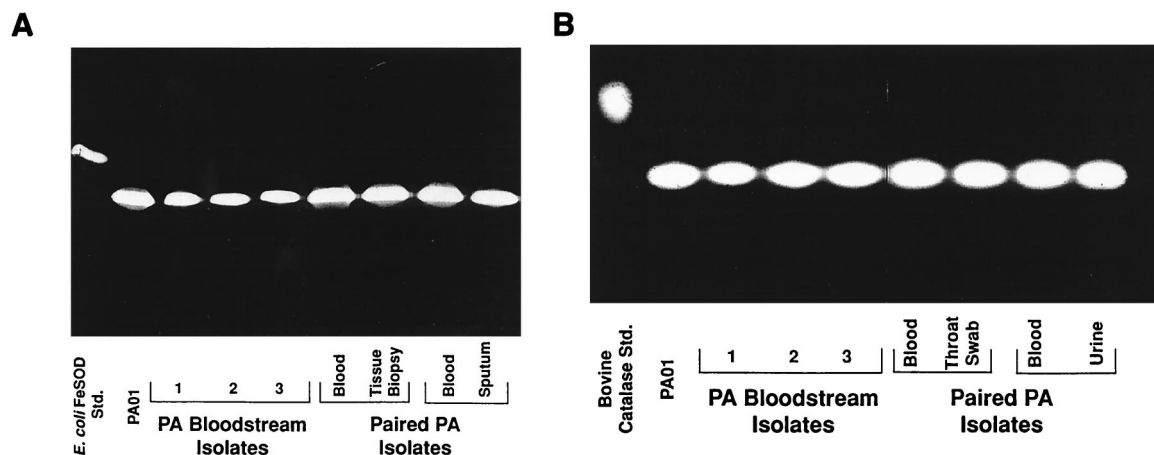 A
E. coli FeSOD
Std.
PA01
1
2
3
PA Bloodstream
Isolates
Blood
Tissue
Biopsy
Blood
Sputum
Paired PA
Isolates
B
Bovine
Catalase Std.
PA01
1
2
3
PA Bloodstream
Isolates
Blood
Throat
Swab
Blood
Urine
Paired PA
Isolates